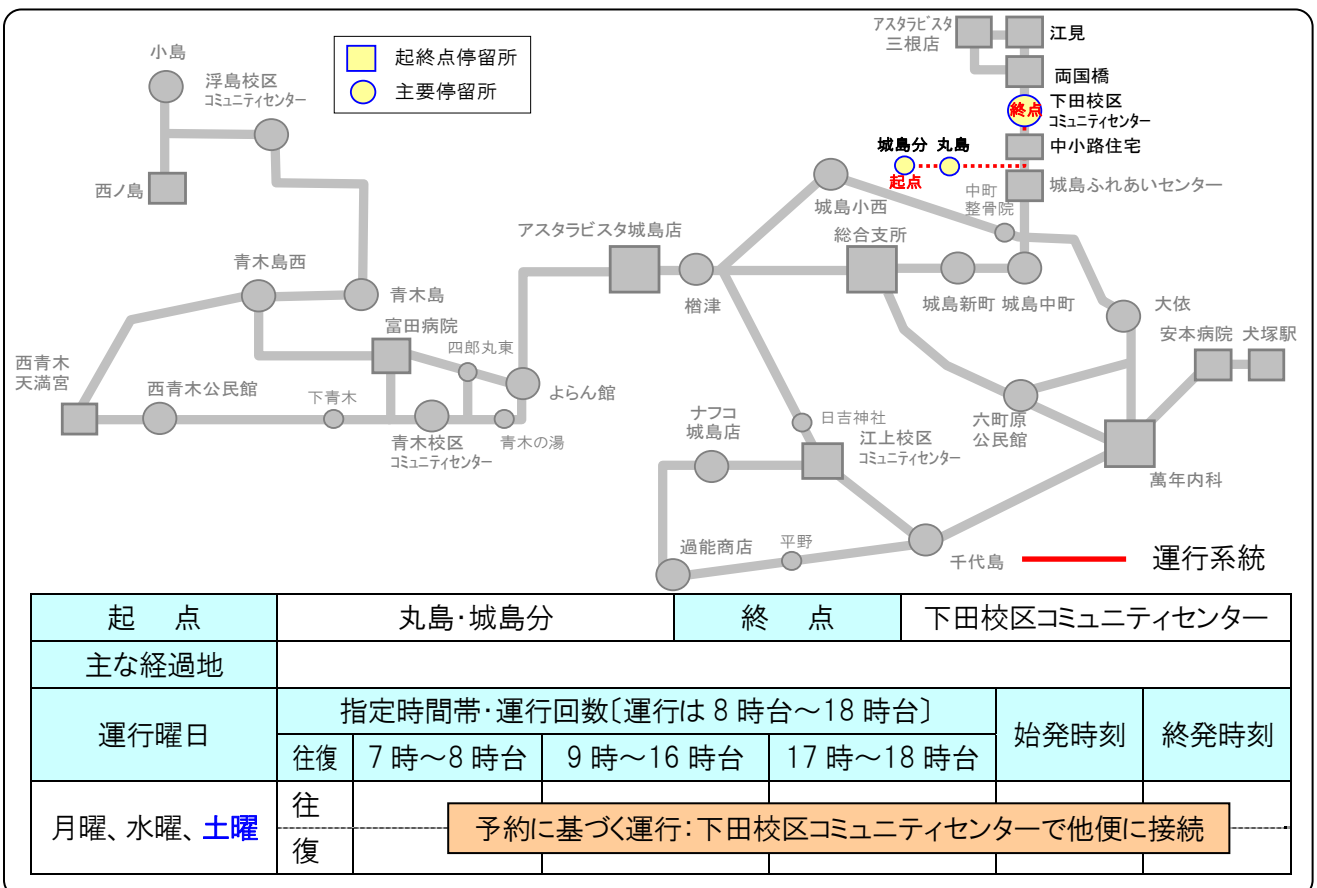 アスタラビスタ
三根店
江見
両国橋
終点
下田校区
コミュニティセンター
中小路住宅
城島分 丸島
起点
城島ふれあいセンター
小島
浮島校区
コミュニティセンター
起終点停留所
主要停留所
西ノ島
城島小西
中町
整骨院
アスタラビスタ城島店
総合支所
青木島西
青木島
楢津
城島新町 城島中町
大依
富田病院
四郎丸東
安本病院 犬塚駅
西青木
天満宮
西青木公民館
下青木
よらん館
青木校区
コミュニティセンター
青木の湯
ナフコ
城島店
日吉神社
江上校区
コミュニティセンター
六町原
公民館
萬年内科
過能商店
平野
千代島
運行系統
起 点 丸島・城島分 終 点 下田校区コミュニティセンター
主な経過地
運行曜日
指定時間帯・運行回数〔運行は8時台～18時台〕
始発時刻 終発時刻
往復 7時～8時台 9時～16時台 17時～18時台
月曜、水曜、土曜
往
復
予約に基づく運行：下田校区コミュニティセンターで他便に接続